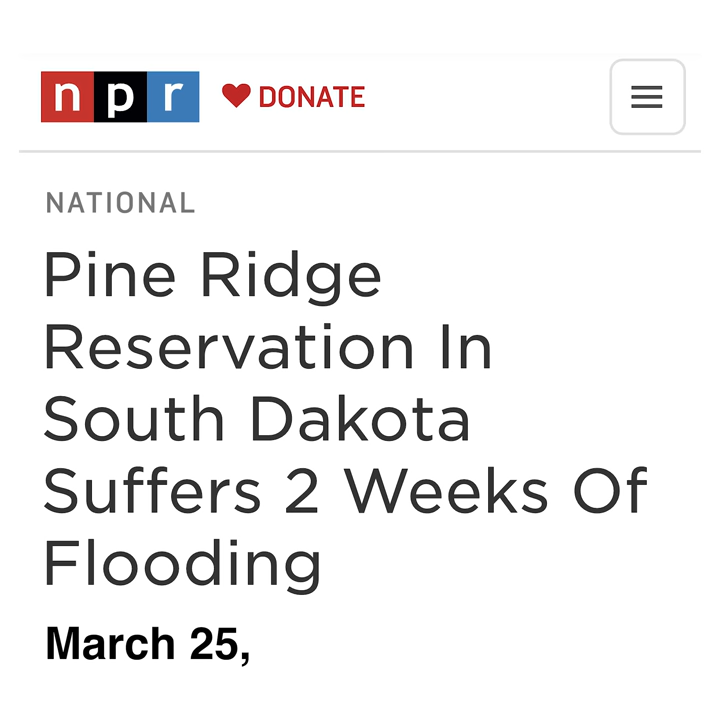 npr DONATE
NATIONAL
Pine Ridge
Reservation In
South Dakota
Suffers 2 Weeks Of
Flooding
March 25,